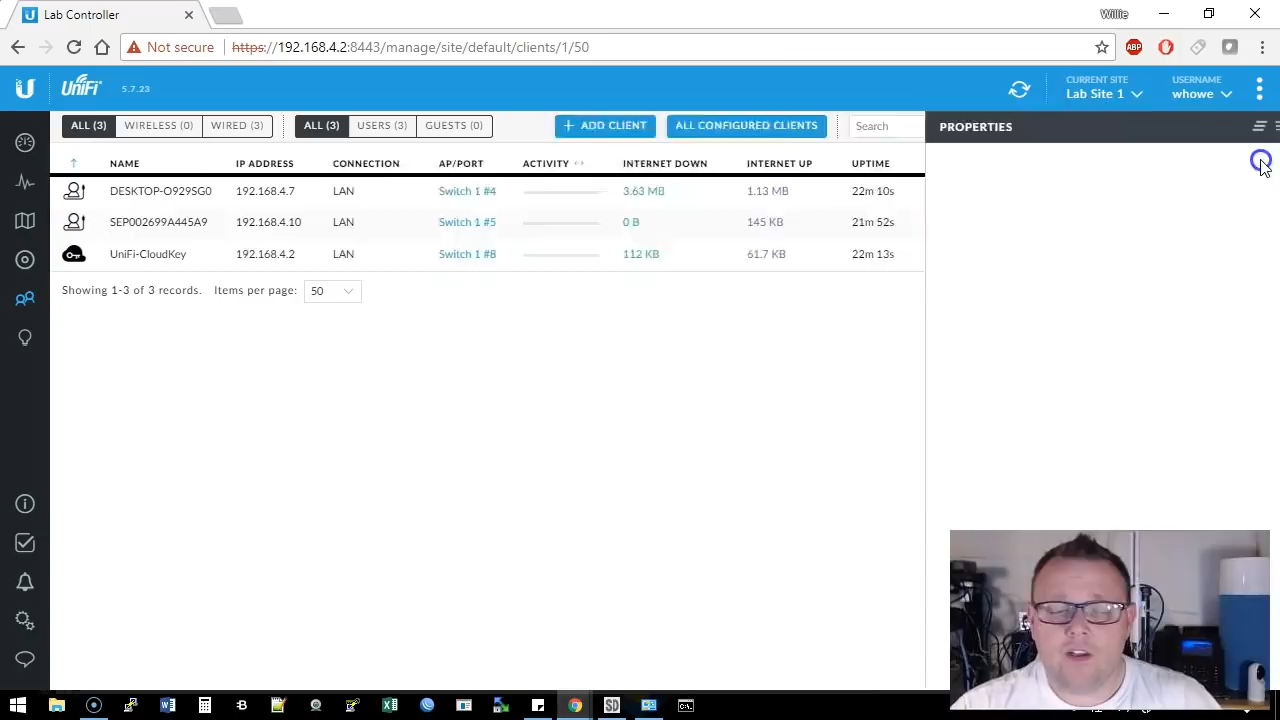 Lab Controller
Willie
Not secure https://192.168.4.2:8443/manage/site/default/clients/1/50
ABP
U UniFi 5.7.23
CURRENT SITE
Lab Site 1
USERNAME
whowe
ALL (3) WIRELESS (0) WIRED (3) ALL (3) USERS (3) GUESTS (0) + ADD CLIENT ALL CONFIGURED CLIENTS Search PROPERTIES
NAME IP ADDRESS CONNECTION AP/PORT ACTIVITY INTERNET DOWN INTERNET UP UPTIME
DESKTOP-O929SG0 192.168.4.7 LAN Switch 1 #4 3.63 MB 1.13 MB 22m 10s
SEP002699A445A9 192.168.4.10 LAN Switch 1 #5 0 B 145 KB 21m 52s
UniFi-CloudKey 192.168.4.2 LAN Switch 1 #8 112 KB 61.7 KB 22m 13s
Showing 1-3 of 3 records. Items per page: 50